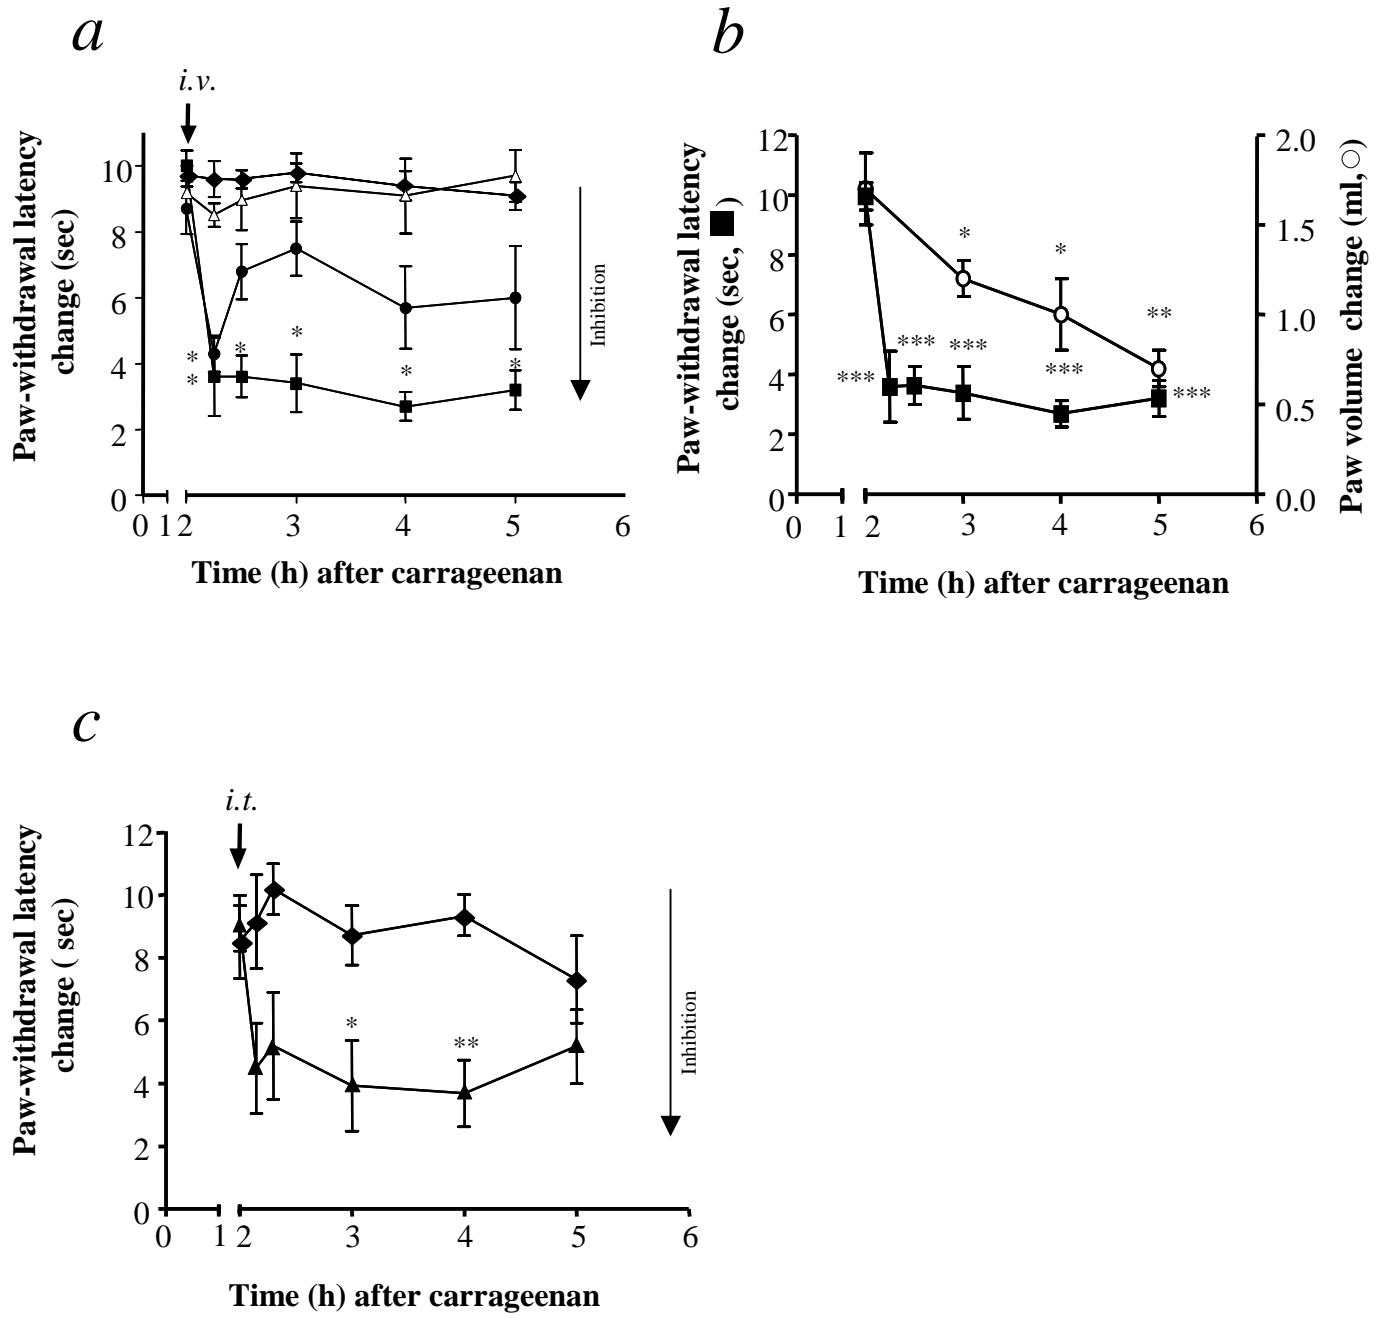 a
i.v.
Paw-withdrawal latency
change (sec)
10
8
6
4
2
0
*
*
*
*
*
*
Inhibition
0 1 2 3 4 5 6
Time (h) after carrageenan
b
Paw-withdrawal latency
change (sec, ■)
12
10
8
6
4
2
0
*
*
**
***
***
***
***
***
2.0
1.5
1.0
0.5
0.0
Paw volume change (ml, ○)
0 1 2 3 4 5 6
Time (h) after carrageenan
c
i.t.
Paw-withdrawal latency
change ( sec)
12
10
8
6
4
2
0
*
**
Inhibition
0 1 2 3 4 5 6
Time (h) after carrageenan